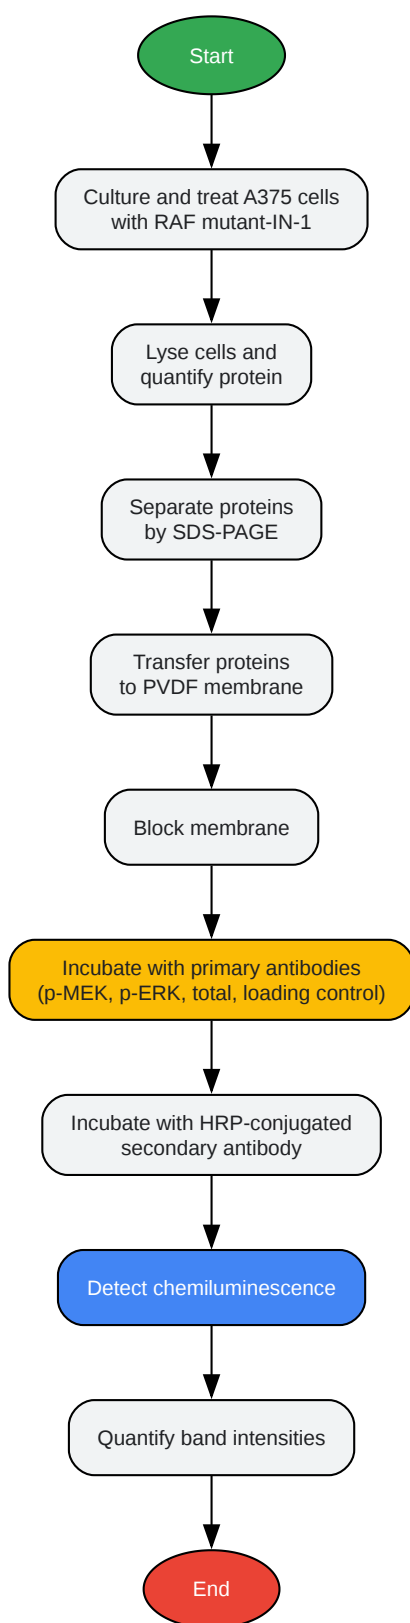 Start
Culture and treat A375 cells
with RAF mutant-IN-1
Lyse cells and
quantify protein
Separate proteins
by SDS-PAGE
Transfer proteins
to PVDF membrane
Block membrane
Incubate with primary antibodies
(p-MEK, p-ERK, total, loading control)
Incubate with HRP-conjugated
secondary antibody
Detect chemiluminescence
Quantify band intensities
End